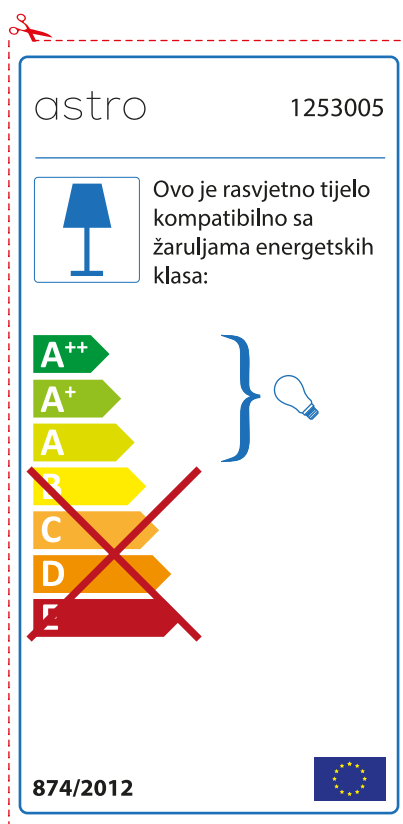 astro
1253005
Ovo je rasvjetno tijelo
kompatibilno sa
žaruljama energetskih
klasa:
A++
A+
A
B
C
D
E
874/2012